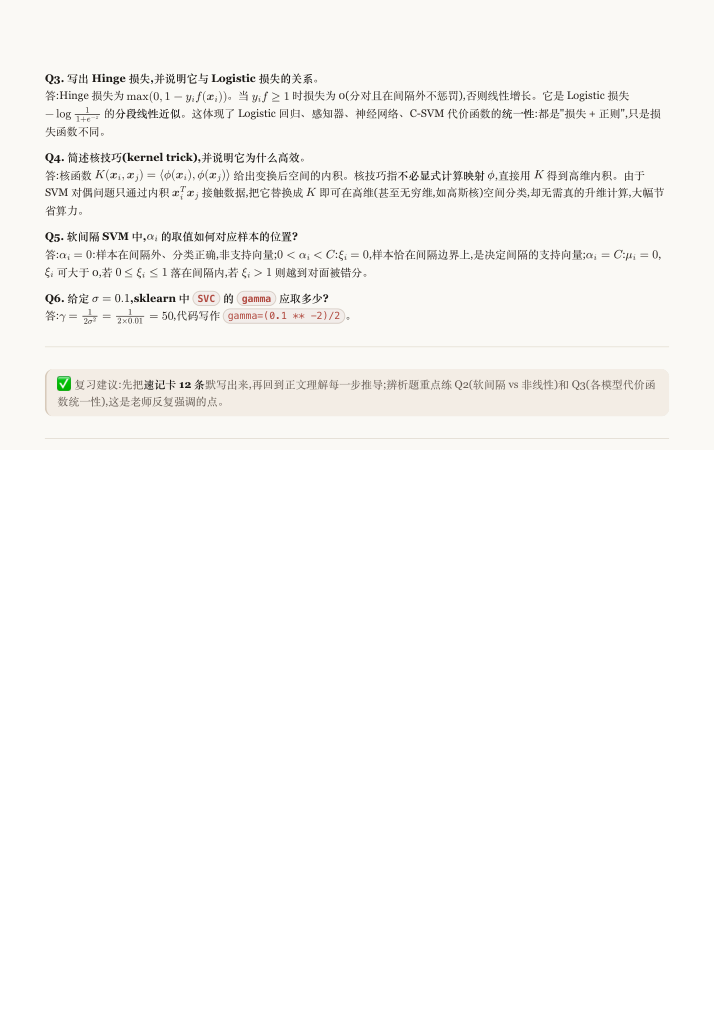 Q3. 写出 Hinge 损失,并说明它与 Logistic 损失的关系。
答:Hinge 损失为 max(0, 1 − yᵢf(𝒙ᵢ))。当 yᵢf ≥ 1 时损失为 0(分对且在间隔外不惩罚),否则线性增长。它是 Logistic 损失
− log 1/(1+e⁻ᶻ) 的分段线性近似。这体现了 Logistic 回归、感知器、神经网络、C-SVM 代价函数的统一性:都是"损失 + 正则",只是损
失函数不同。
Q4. 简述核技巧(kernel trick),并说明它为什么高效。
答:核函数 K(𝒙ᵢ, 𝒙ⱼ) = ⟨ϕ(𝒙ᵢ), ϕ(𝒙ⱼ)⟩ 给出变换后空间的内积。核技巧指不必显式计算映射 ϕ,直接用 K 得到高维内积。由于
SVM 对偶问题只通过内积 𝒙ᵢᵀ𝒙ⱼ 接触数据,把它替换成 K 即可在高维(甚至无穷维,如高斯核)空间分类,却无需真的升维计算,大幅节
省算力。
Q5. 软间隔 SVM 中,αᵢ 的取值如何对应样本的位置?
答:αᵢ = 0:样本在间隔外、分类正确,非支持向量;0 < αᵢ < C:ξᵢ = 0,样本恰在间隔边界上,是决定间隔的支持向量;αᵢ = C:μᵢ = 0,
ξᵢ 可大于 0,若 0 ≤ ξᵢ ≤ 1 落在间隔内,若 ξᵢ > 1 则越到对面被错分。
Q6. 给定 σ = 0.1,sklearn 中 SVC 的 gamma 应取多少?
答:γ = 1/(2σ²) = 1/(2×0.01) = 50,代码写作 gamma=(0.1 ** −2)/2。
✅ 复习建议:先把速记卡 12 条默写出来,再回到正文理解每一步推导;辨析题重点练 Q2(软间隔 vs 非线性)和 Q3(各模型代价函
数统一性),这是老师反复强调的点。